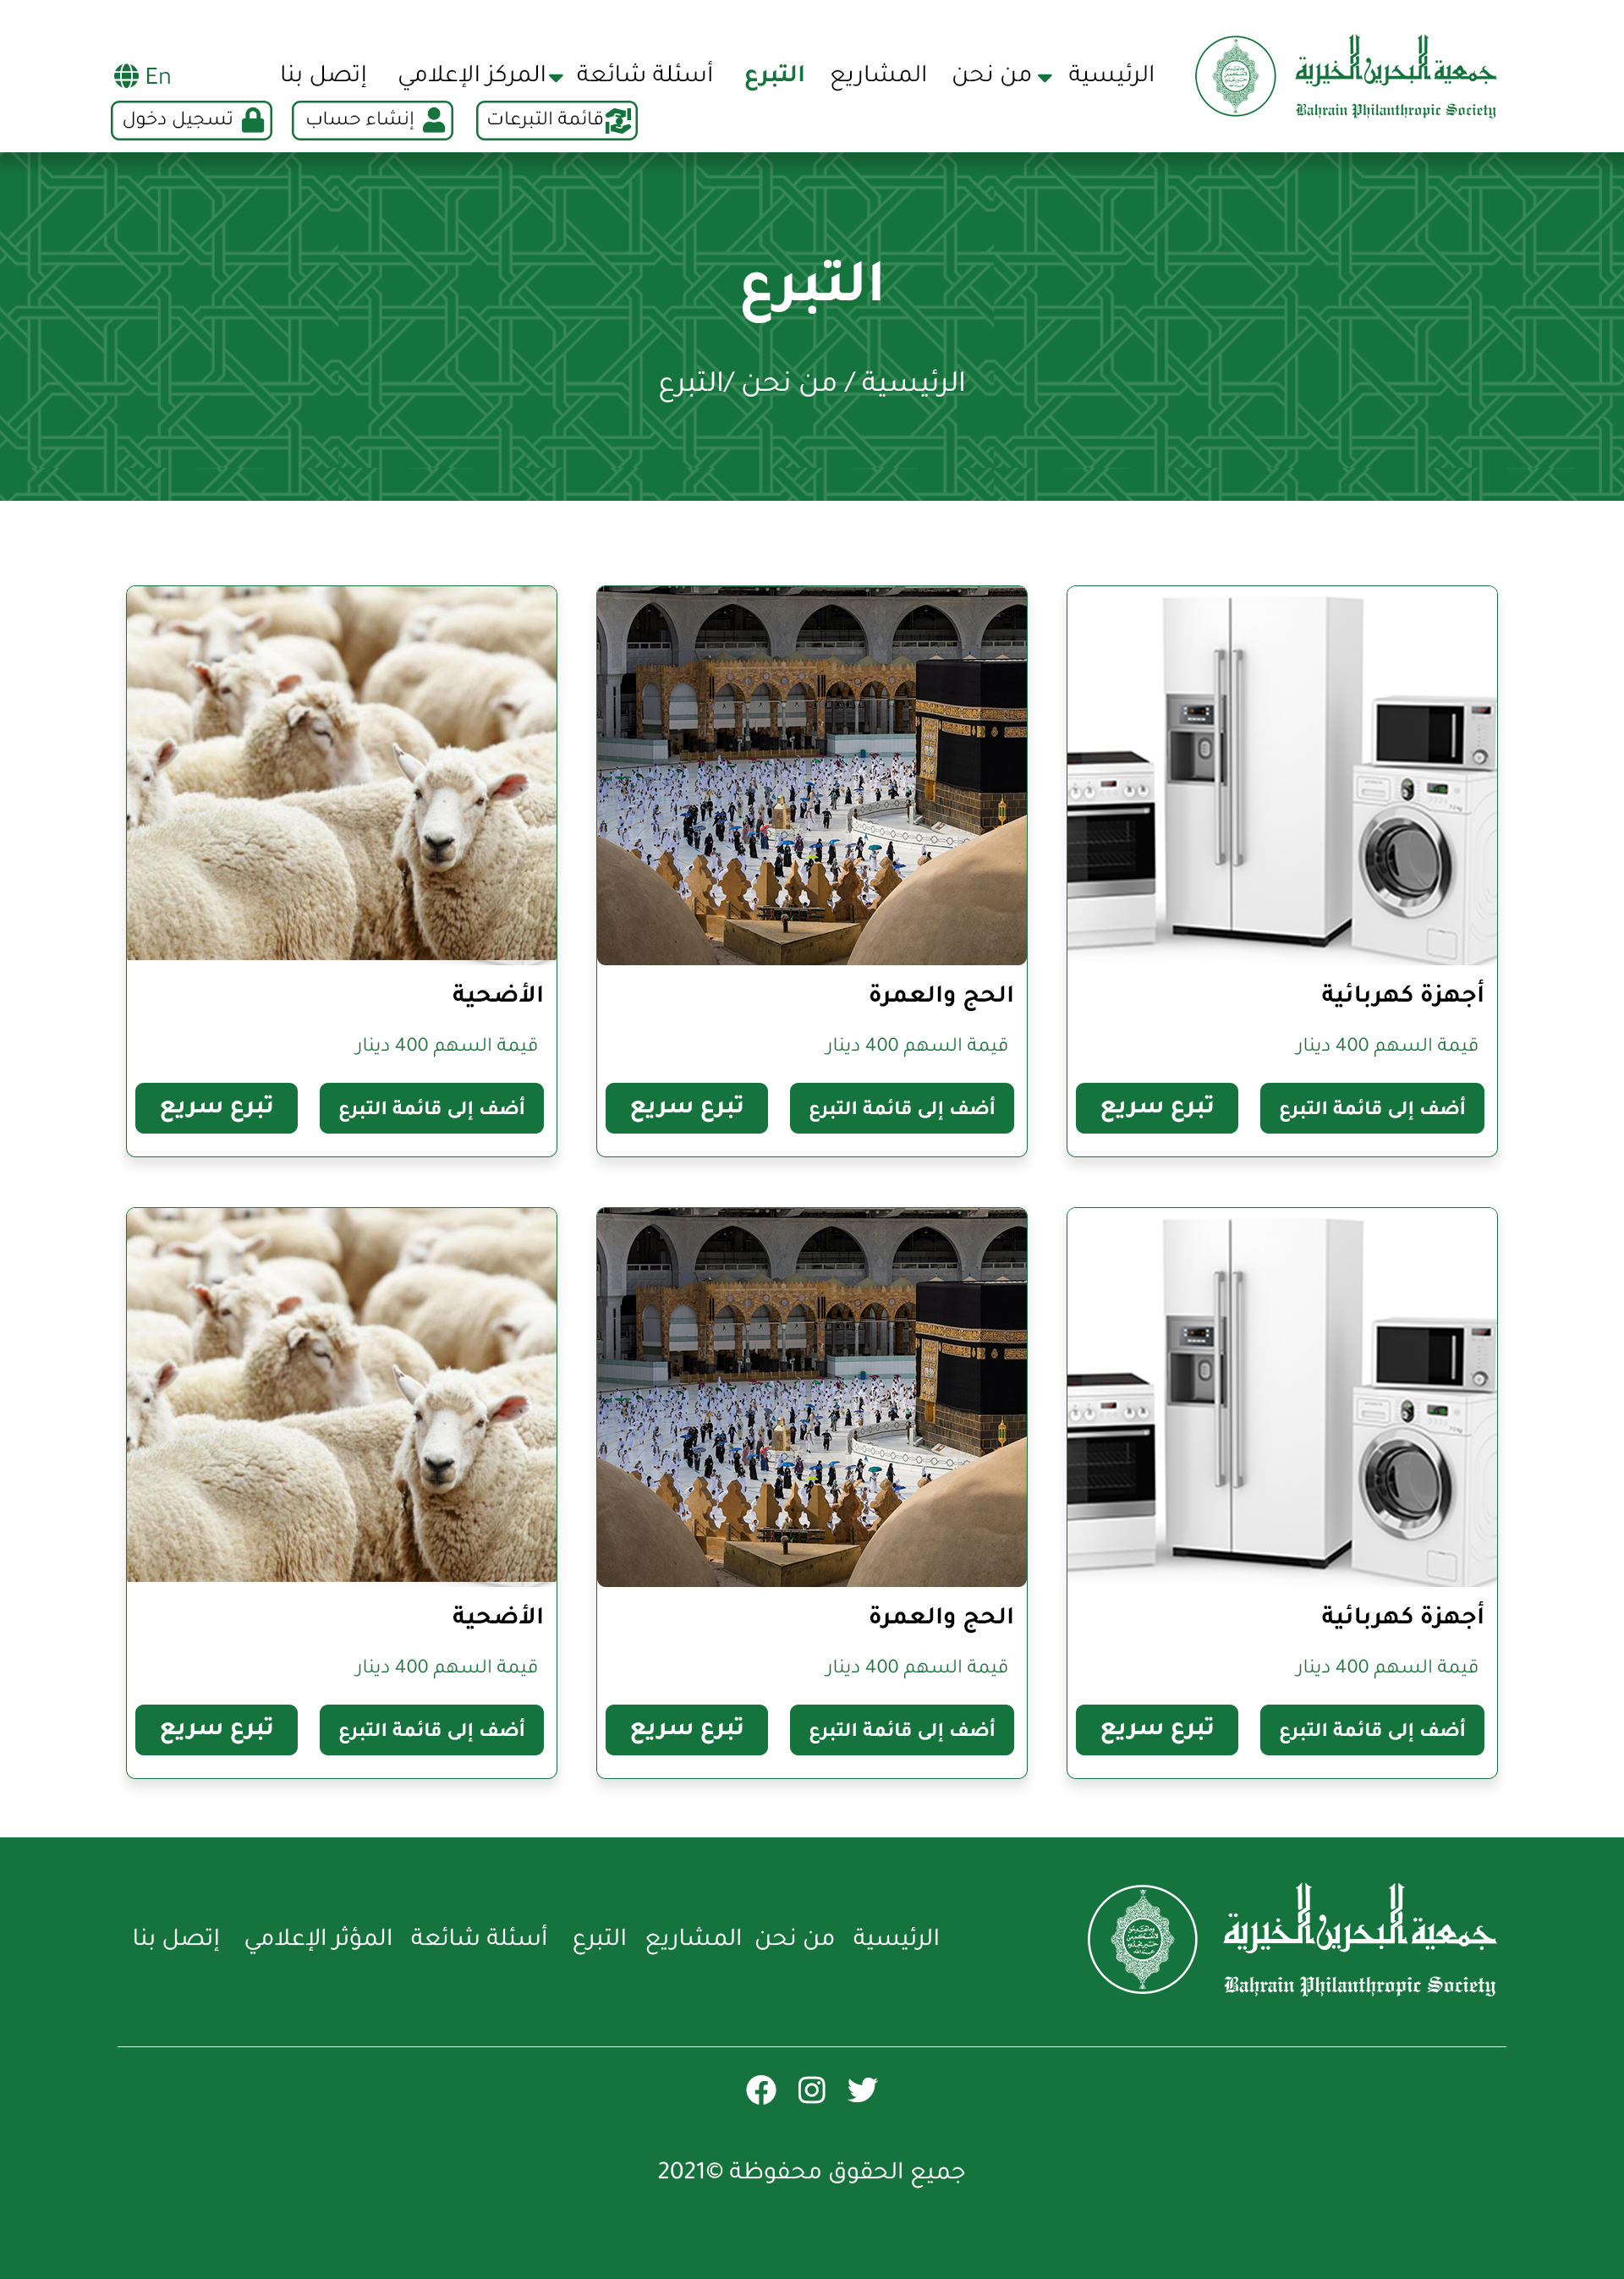 جمعية البحرين الخيرية
Bahrain Philanthropic Society
الرئيسية
من نحن
المشاريع
التبرع
أسئلة شائعة
المركز الإعلامي
إتصل بنا
En
قائمة التبرعات
إنشاء حساب
تسجيل دخول
التبرع
الرئيسية / من نحن /التبرع
أجهزة كهربائية
قيمة السهم 400 دينار
أضف إلى قائمة التبرع
تبرع سريع
الحج والعمرة
قيمة السهم 400 دينار
أضف إلى قائمة التبرع
تبرع سريع
الأضحية
قيمة السهم 400 دينار
أضف إلى قائمة التبرع
تبرع سريع
أجهزة كهربائية
قيمة السهم 400 دينار
أضف إلى قائمة التبرع
تبرع سريع
الحج والعمرة
قيمة السهم 400 دينار
أضف إلى قائمة التبرع
تبرع سريع
الأضحية
قيمة السهم 400 دينار
أضف إلى قائمة التبرع
تبرع سريع
جمعية البحرين الخيرية
Bahrain Philanthropic Society
الرئيسية
من نحن
المشاريع
التبرع
أسئلة شائعة
المؤثر الإعلامي
إتصل بنا
جميع الحقوق محفوظة ©2021